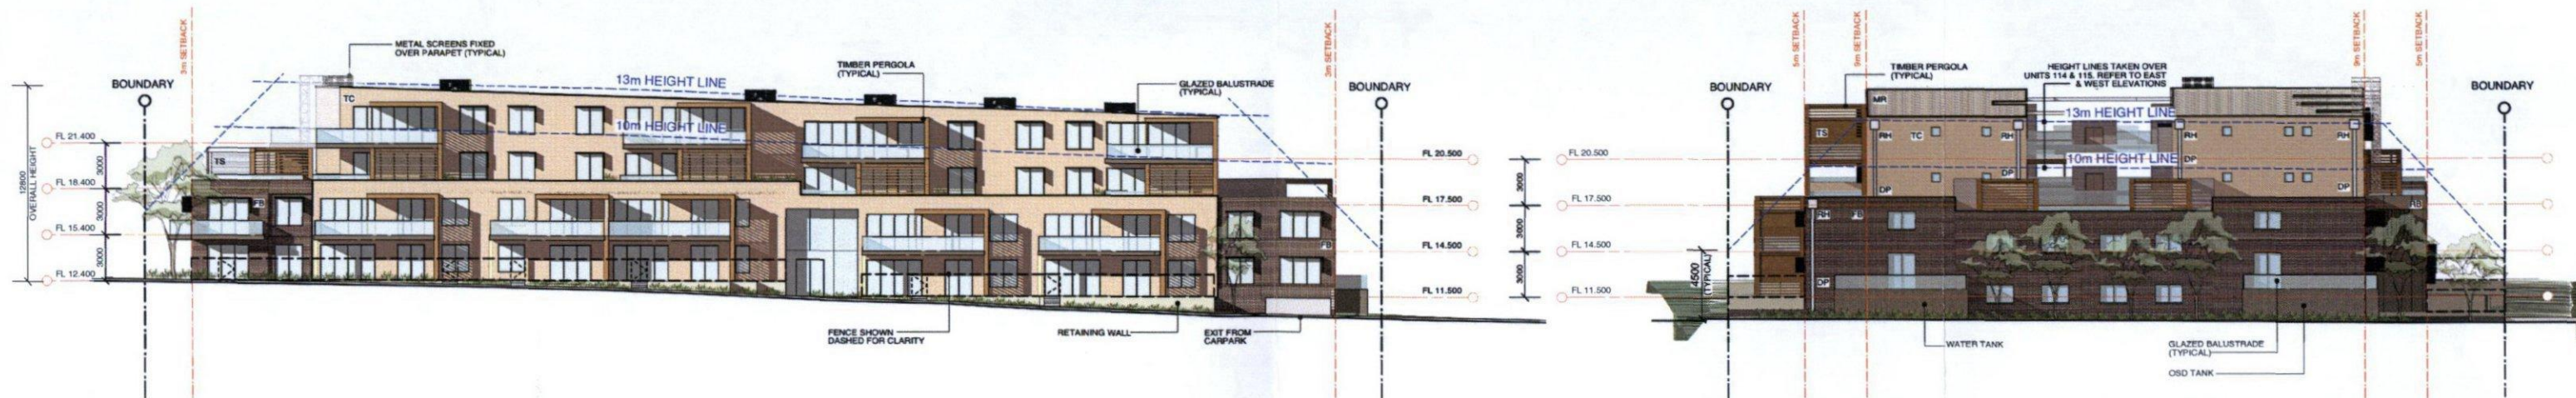 METAL SCREENS FIXED
OVER PARAPET (TYPICAL)
3m SETBACK
BOUNDARY
13m HEIGHT LINE
TIMBER PERGOLA
(TYPICAL)
GLAZED BALUSTRADE
(TYPICAL)
3m SETBACK
BOUNDARY
TC
10m HEIGHT LINE
FL 21.400
TS
FL 18.400
FB
FL 15.400
FL 12.400
12800
OVERALL HEIGHT
3000
3000
3000
FL 20.500
FL 17.500
FL 14.500
FL 11.500
FB
3000
3000
3000
FENCE SHOWN
DASHED FOR CLARITY
RETAINING WALL
EXIT FROM
CARPARK
5m SETBACK
9m SETBACK
TIMBER PERGOLA
(TYPICAL)
HEIGHT LINES TAKEN OVER
UNITS 114 & 115. REFER TO EAST
& WEST ELEVATIONS
9m SETBACK
5m SETBACK
BOUNDARY
BOUNDARY
MR
13m HEIGHT LINE
TS
RH
TC
RH
RH
RH
10m HEIGHT LINE
DP
DP
DP
DP
FL 20.500
FL 17.500
FL 14.500
FL 11.500
RH
FB
RB
DP
4500
(TYPICAL)
WATER TANK
GLAZED BALUSTRADE
(TYPICAL)
OSD TANK